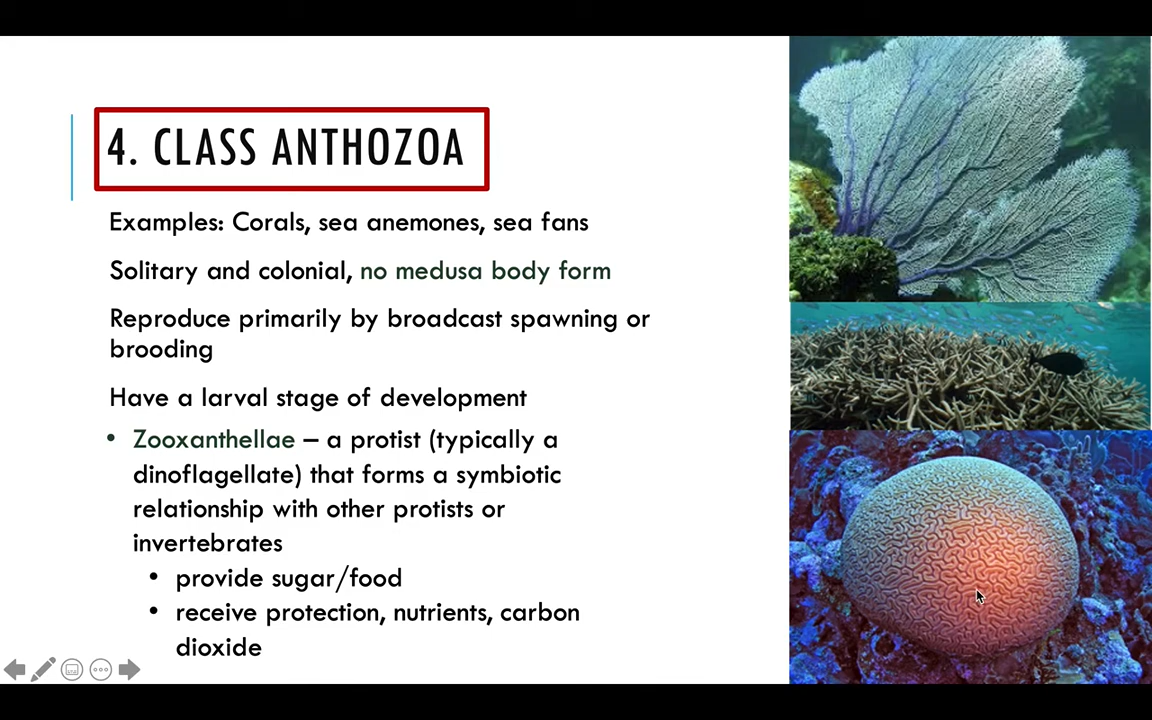 4. CLASS ANTHOZOA
Examples: Corals, sea anemones, sea fans
Solitary and colonial, no medusa body form
Reproduce primarily by broadcast spawning or
brooding
Have a larval stage of development
• Zooxanthellae – a protist (typically a
dinoflagellate) that forms a symbiotic
relationship with other protists or
invertebrates
• provide sugar/food
• receive protection, nutrients, carbon
dioxide